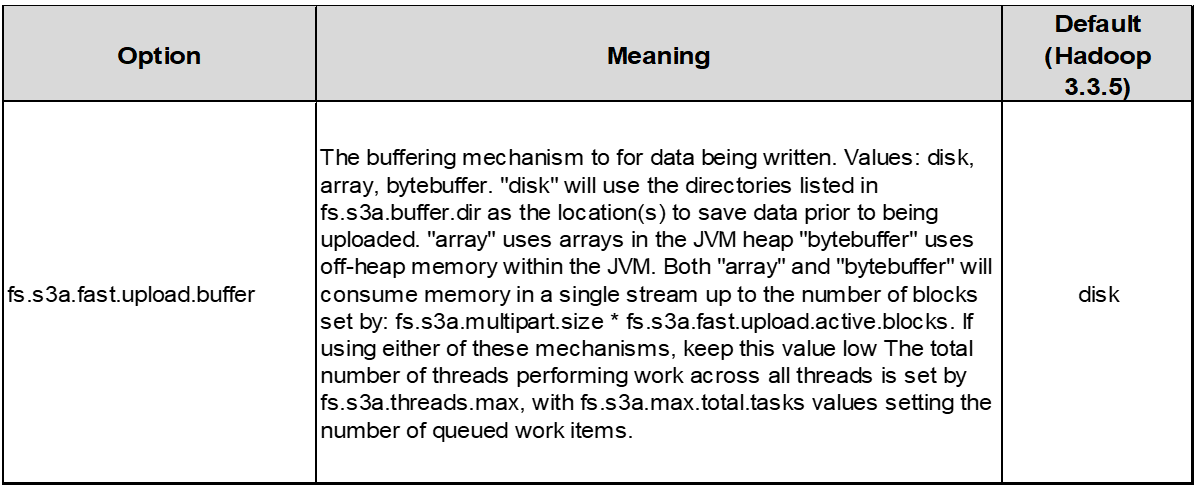 Option
Meaning
Default
(Hadoop
3.3.5)
fs.s3a.fast.upload.buffer
The buffering mechanism to for data being written. Values: disk,
array, bytebuffer. "disk" will use the directories listed in
fs.s3a.buffer.dir as the location(s) to save data prior to being
uploaded. "array" uses arrays in the JVM heap "bytebuffer" uses
off-heap memory within the JVM. Both "array" and "bytebuffer" will
consume memory in a single stream up to the number of blocks
set by: fs.s3a.multipart.size * fs.s3a.fast.upload.active.blocks. If
using either of these mechanisms, keep this value low The total
number of threads performing work across all threads is set by
fs.s3a.threads.max, with fs.s3a.max.total.tasks values setting the
number of queued work items.
disk